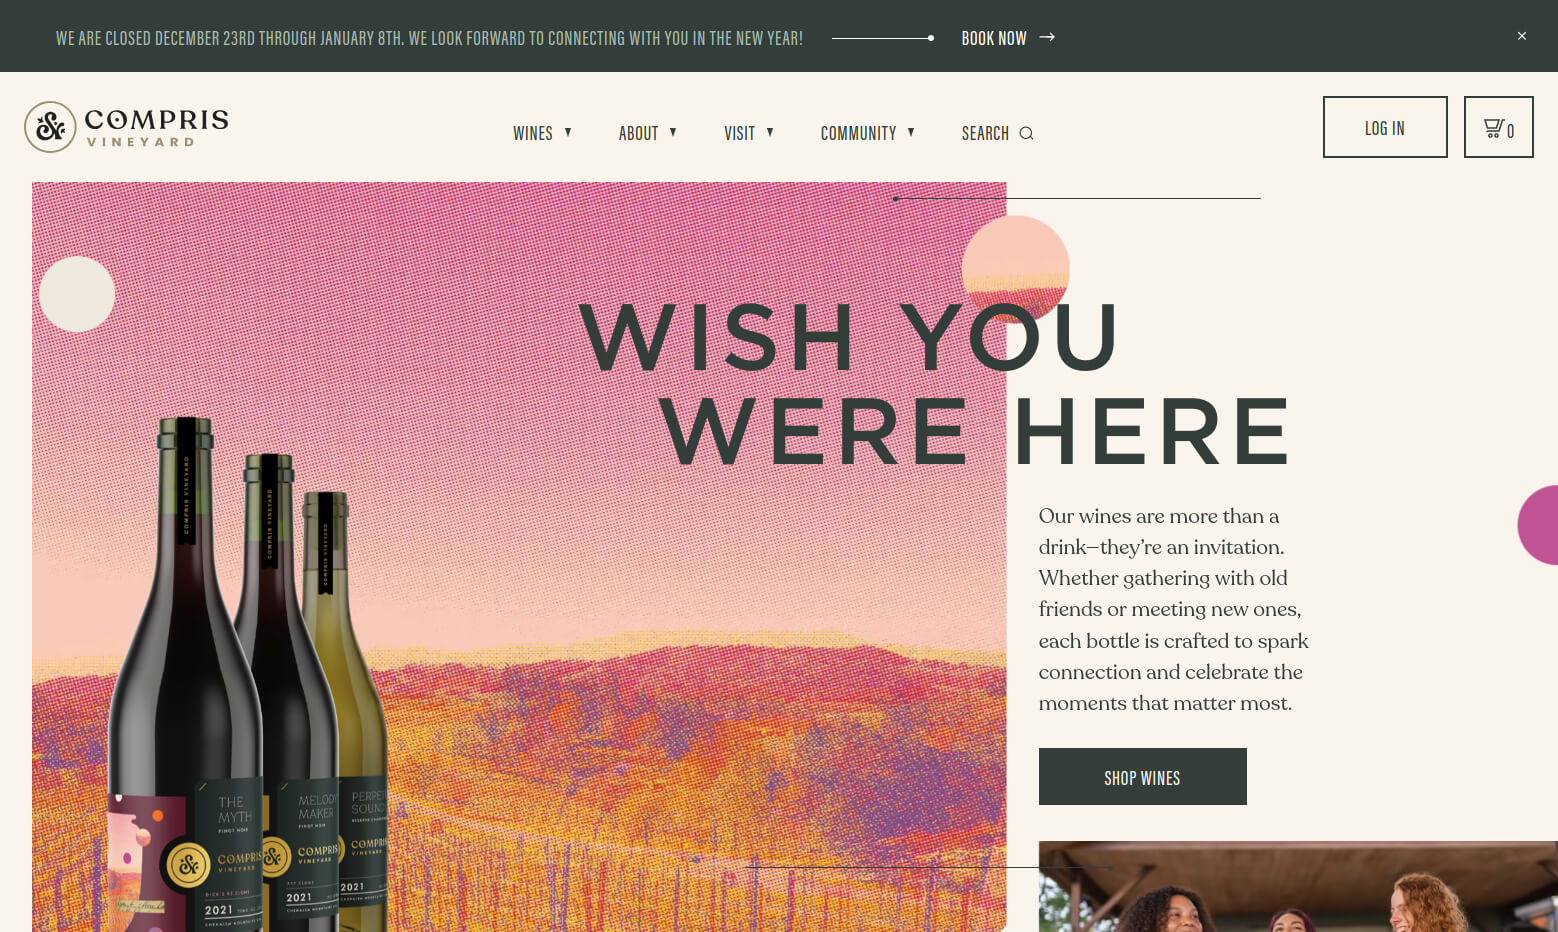 WE ARE CLOSED DECEMBER 23RD THROUGH JANUARY 8TH. WE LOOK FORWARD TO CONNECTING WITH YOU IN THE NEW YEAR!
BOOK NOW
COMPRIS
VINEYARD
WINES
ABOUT
VISIT
COMMUNITY
SEARCH
LOG IN
0
WISH YOU
WERE HERE
Our wines are more than a
drink—they’re an invitation.
Whether gathering with old
friends or meeting new ones,
each bottle is crafted to spark
connection and celebrate the
moments that matter most.
SHOP WINES
COMPRIS VINEYARD
COMPRIS VINEYARD
COMPRIS VINEYARD
THE
MYTH
PINOT NOIR
COMPRIS
VINEYARD
2021
MELODY
MAKER
PINOT NOIR
COMPRIS
VINEYARD
777 CLONE
2021
COMPRIS
VINEYARD
2021